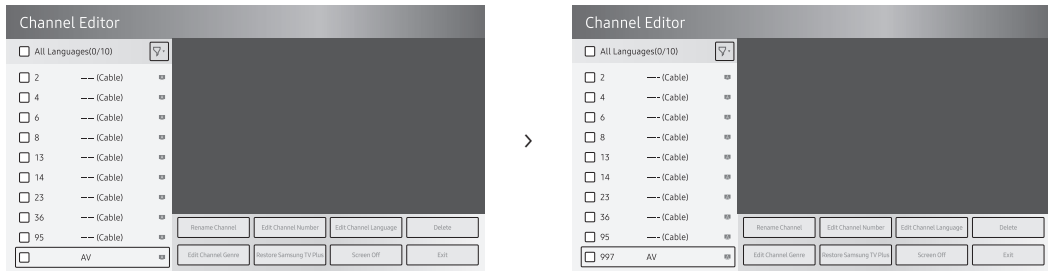 Channel Editor
All Languages(0/10)
2 –– (Cable)
4 –– (Cable)
6 –– (Cable)
8 –– (Cable)
13 –– (Cable)
14 –– (Cable)
23 –– (Cable)
36 –– (Cable)
95 –– (Cable)
AV
Rename Channel Edit Channel Number Edit Channel Language Delete
Edit Channel Genre Restore Samsung TV Plus Screen Off Exit
>
Channel Editor
All Languages(0/10)
2 –- (Cable)
4 –- (Cable)
6 –- (Cable)
8 –- (Cable)
13 –- (Cable)
14 –- (Cable)
23 –- (Cable)
36 –- (Cable)
95 –- (Cable)
997 AV
Rename Channel Edit Channel Number Edit Channel Language Delete
Edit Channel Genre Restore Samsung TV Plus Screen Off Exit